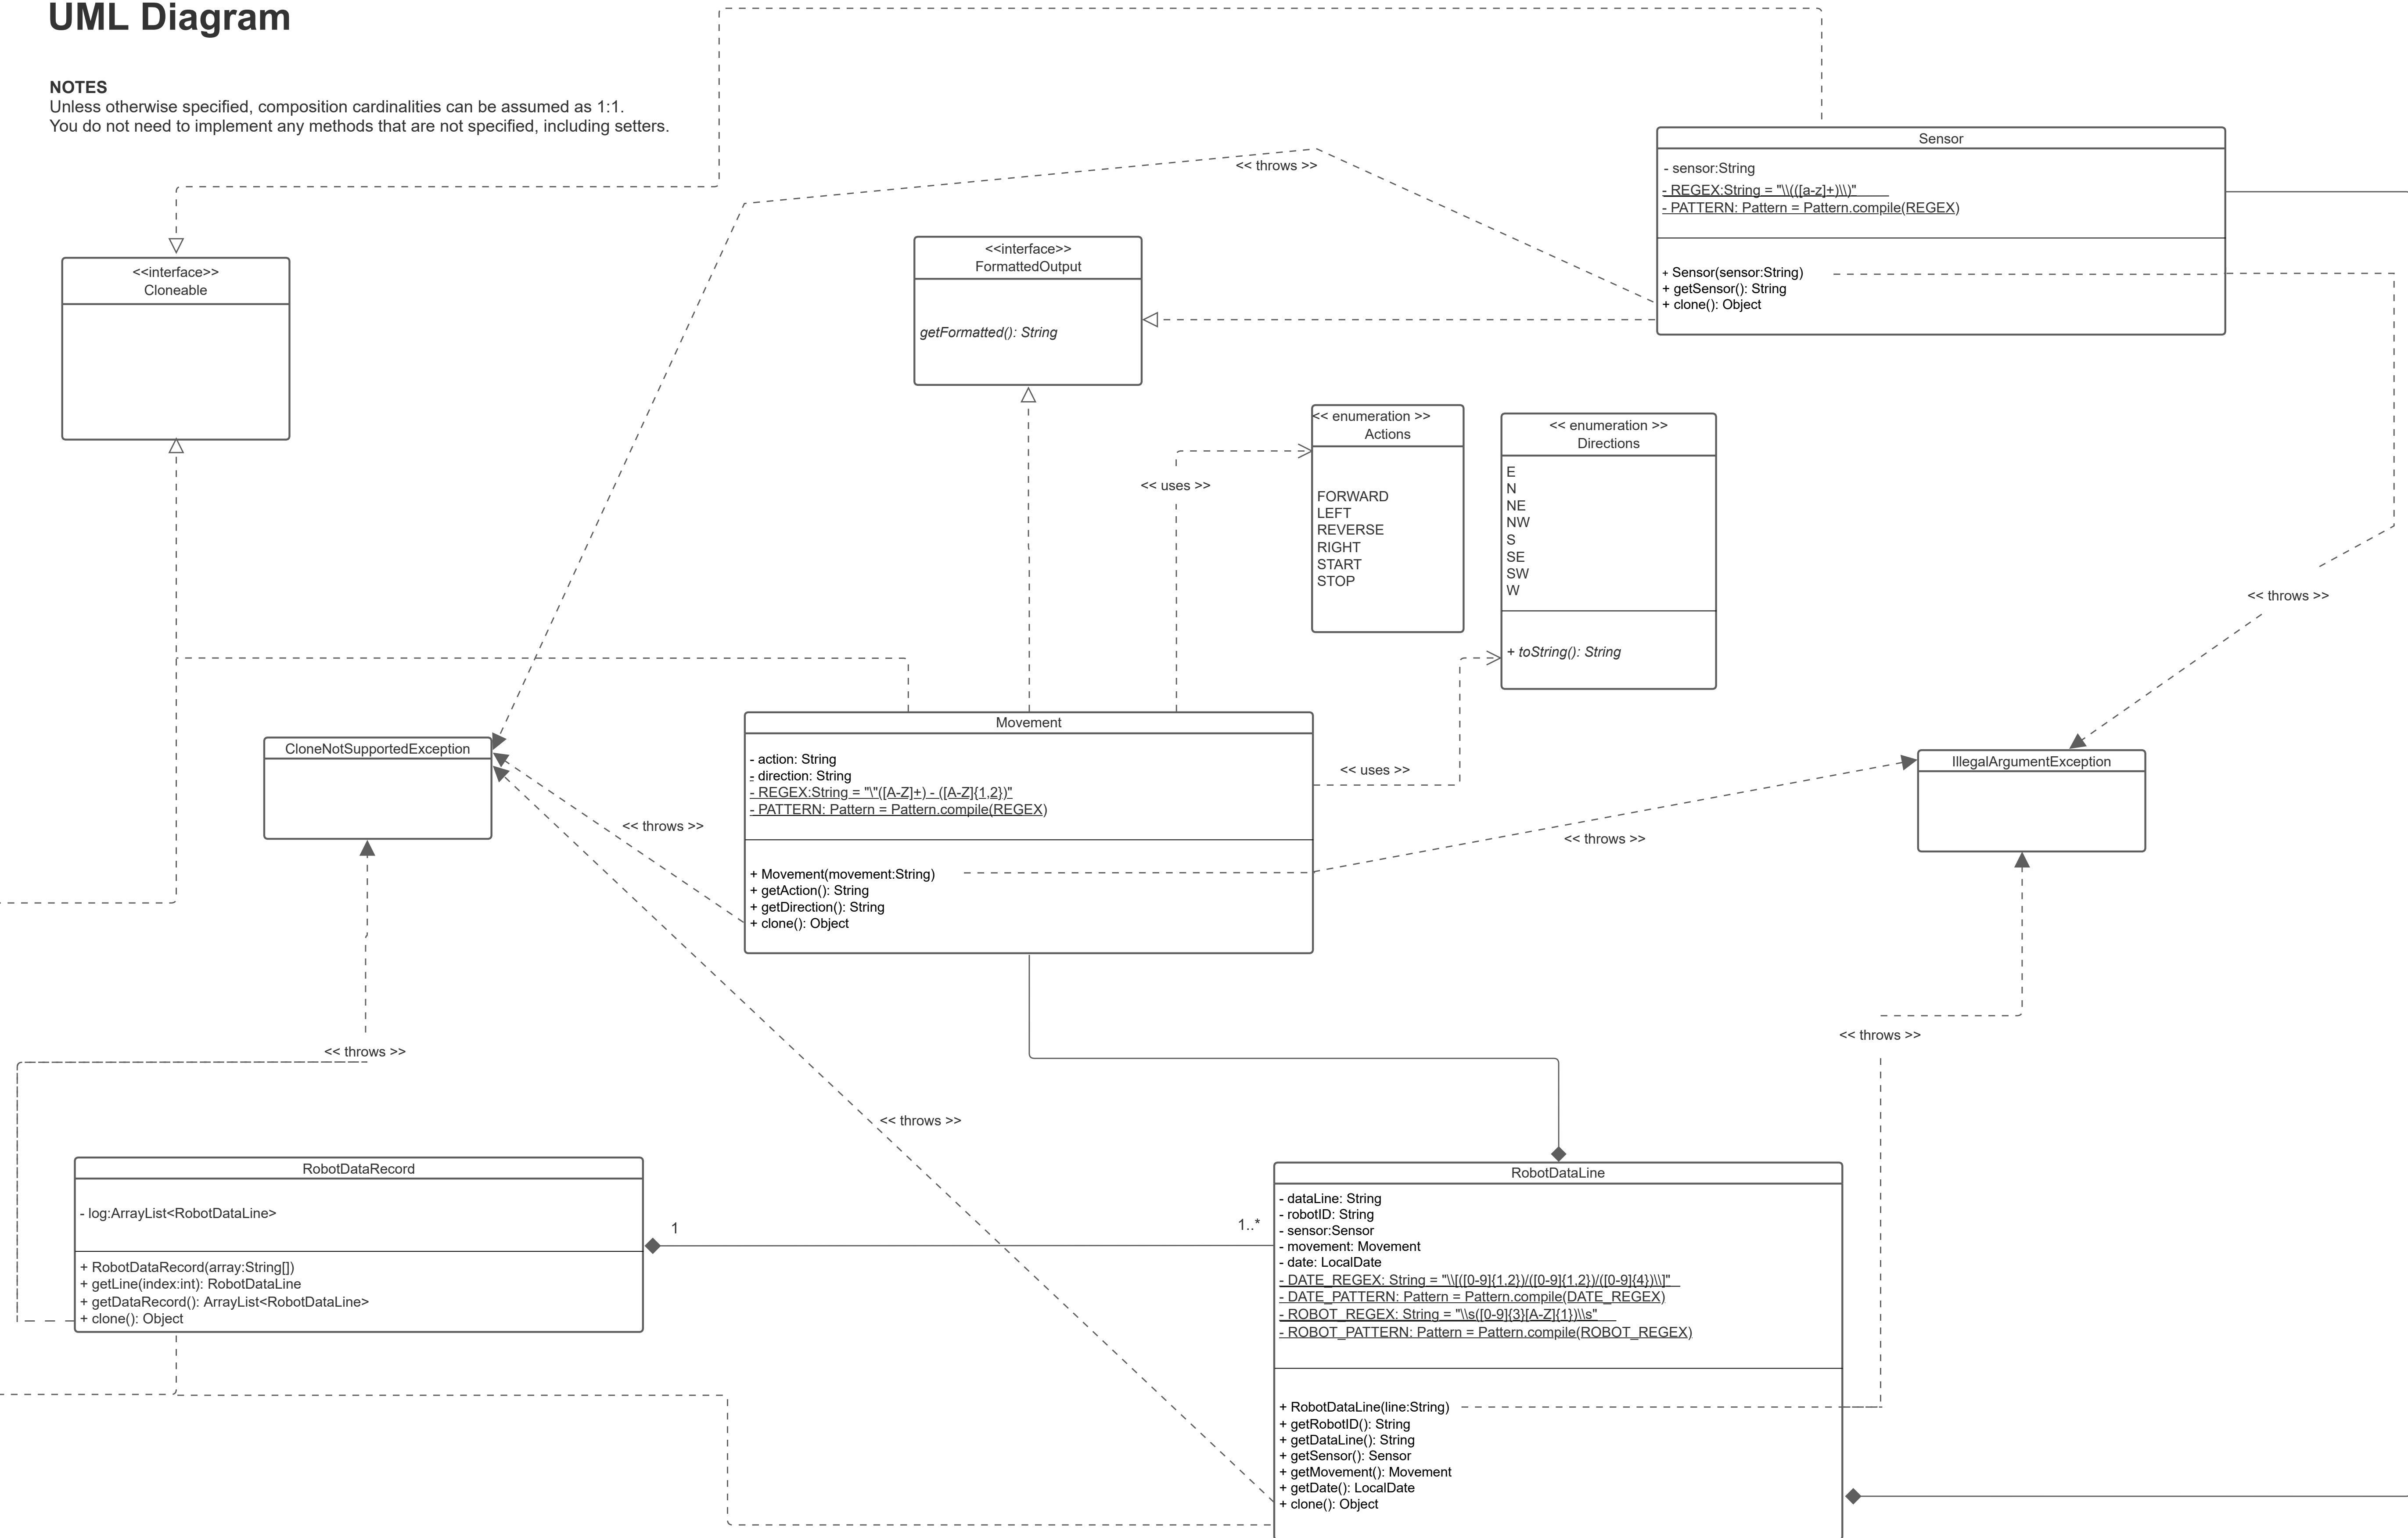 UML Diagram
NOTES
Unless otherwise specified, composition cardinalities can be assumed as 1:1.
You do not need to implement any methods that are not specified, including setters.
Sensor
- sensor:String
- REGEX:String = "\\(([a-z]+)\\)"
- PATTERN: Pattern = Pattern.compile(REGEX)
+ Sensor(sensor:String)
+ getSensor(): String
+ clone(): Object
<< throws >>
<<interface>>
FormattedOutput
getFormatted(): String
<<interface>>
Cloneable
<< enumeration >>
Actions
FORWARD
LEFT
REVERSE
RIGHT
START
STOP
<< enumeration >>
Directions
E
N
NE
NW
S
SE
SW
W
+ toString(): String
<< uses >>
<< throws >>
Movement
- action: String
- direction: String
- REGEX:String = "\"([A-Z]+) - ([A-Z]{1,2})"
- PATTERN: Pattern = Pattern.compile(REGEX)
+ Movement(movement:String)
+ getAction(): String
+ getDirection(): String
+ clone(): Object
<< uses >>
CloneNotSupportedException
IllegalArgumentException
<< throws >>
<< throws >>
<< throws >>
<< throws >>
<< throws >>
RobotDataRecord
- log:ArrayList<RobotDataLine>
+ RobotDataRecord(array:String[])
+ getLine(index:int): RobotDataLine
+ getDataRecord(): ArrayList<RobotDataLine>
+ clone(): Object
1
1..*
RobotDataLine
- dataLine: String
- robotID: String
- sensor:Sensor
- movement: Movement
- date: LocalDate
- DATE_REGEX: String = "\\[([0-9]{1,2})/([0-9]{1,2})/([0-9]{4})\\]"
- DATE_PATTERN: Pattern = Pattern.compile(DATE_REGEX)
- ROBOT_REGEX: String = "\\s([0-9]{3}[A-Z]{1})\\s"
- ROBOT_PATTERN: Pattern = Pattern.compile(ROBOT_REGEX)
+ RobotDataLine(line:String)
+ getRobotID(): String
+ getDataLine(): String
+ getSensor(): Sensor
+ getMovement(): Movement
+ getDate(): LocalDate
+ clone(): Object